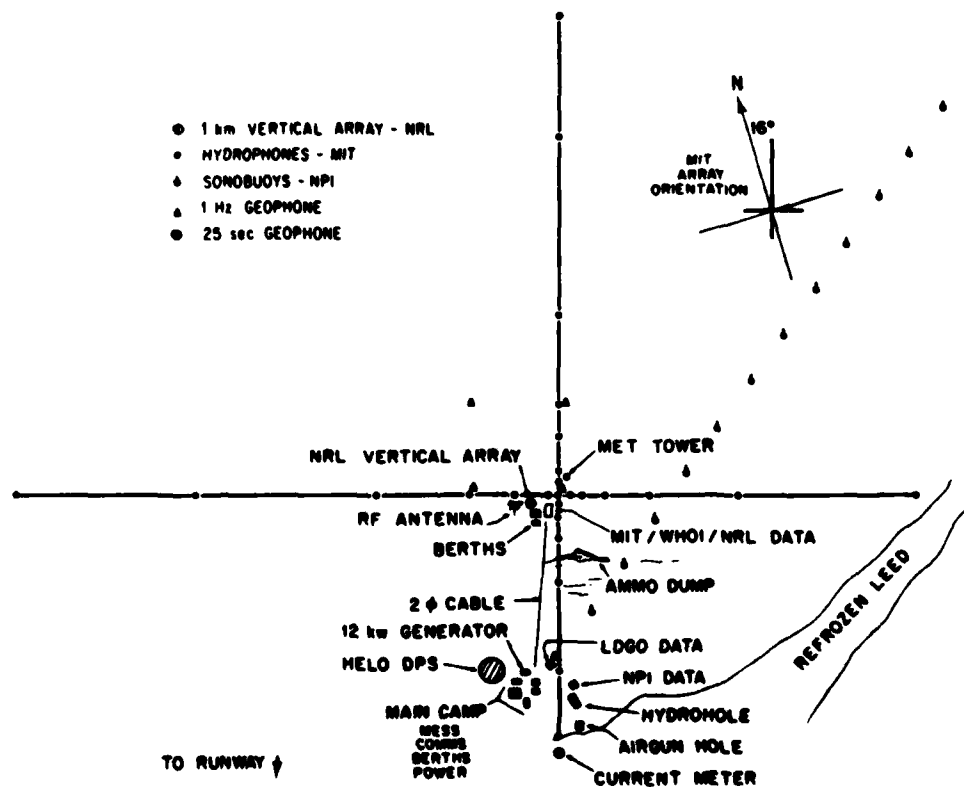 N
16°
MIT
ARRAY
ORIENTATION
1 km VERTICAL ARRAY - NRL
HYDROPHONES - MIT
SONOBUOYS - NPI
1 Hz GEOPHONE
25 sec GEOPHONE
MET TOWER
NRL VERTICAL ARRAY
RF ANTENNA
BERTHS
MIT/WHOI/NRL DATA
AMMO DUMP
2 ϕ CABLE
12 kw GENERATOR
LDGO DATA
HELO DPS
NPI DATA
REFROZEN LEED
MAIN CAMP
MESS
COMMS
BERTHS
POWER
HYDROHOLE
AIRGUN HOLE
TO RUNWAY
CURRENT METER